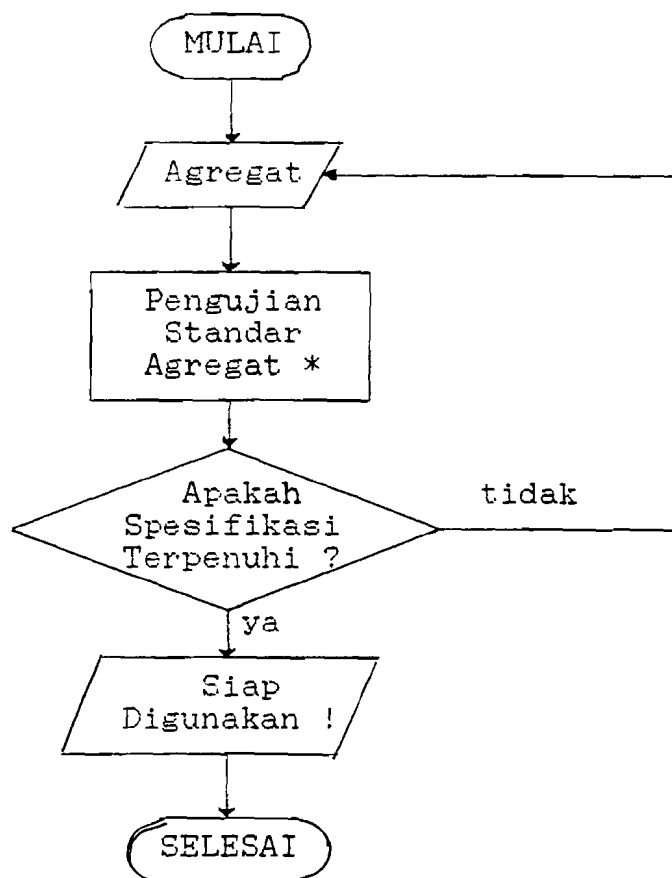 MULAI
Agregat
Pengujian
Standar
Agregat *
Apakah
Spesifikasi
Terpenuhi ?
tidak
ya
Siap
Digunakan !
SELESAI